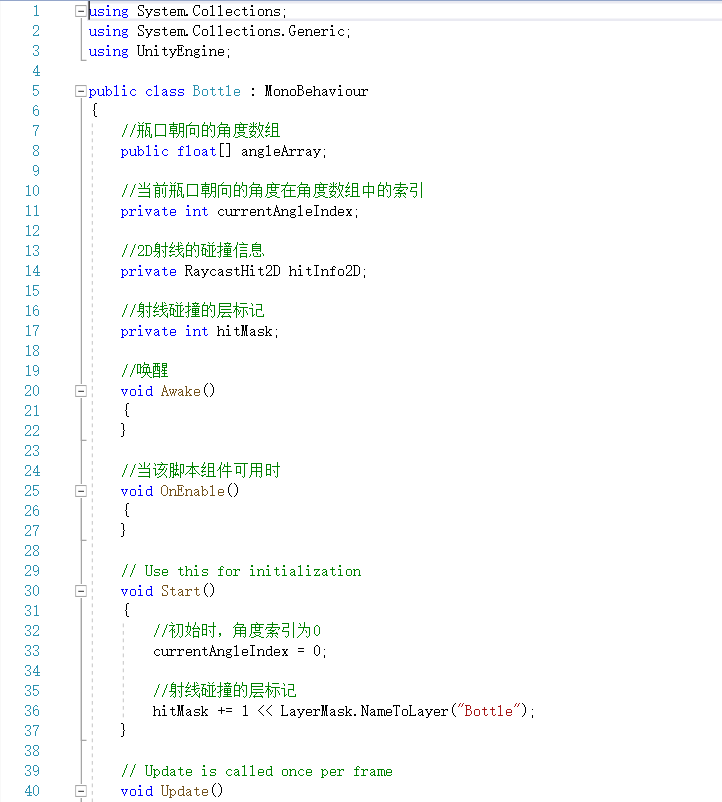 1 using System.Collections;
2 using System.Collections.Generic;
3 using UnityEngine;
4
5 public class Bottle : MonoBehaviour
6 {
7 //瓶口朝向的角度数组
8 public float[] angleArray;
9
10 //当前瓶口朝向的角度在角度数组中的索引
11 private int currentAngleIndex;
12
13 //2D射线的碰撞信息
14 private RaycastHit2D hitInfo2D;
15
16 //射线碰撞的层标记
17 private int hitMask;
18
19 //唤醒
20 void Awake()
21 {
22 }
23
24 //当该脚本组件可用时
25 void OnEnable()
26 {
27 }
28
29 // Use this for initialization
30 void Start()
31 {
32 //初始时，角度索引为0
33 currentAngleIndex = 0;
34
35 //射线碰撞的层标记
36 hitMask += 1 << LayerMask.NameToLayer("Bottle");
37 }
38
39 // Update is called once per frame
40 void Update()